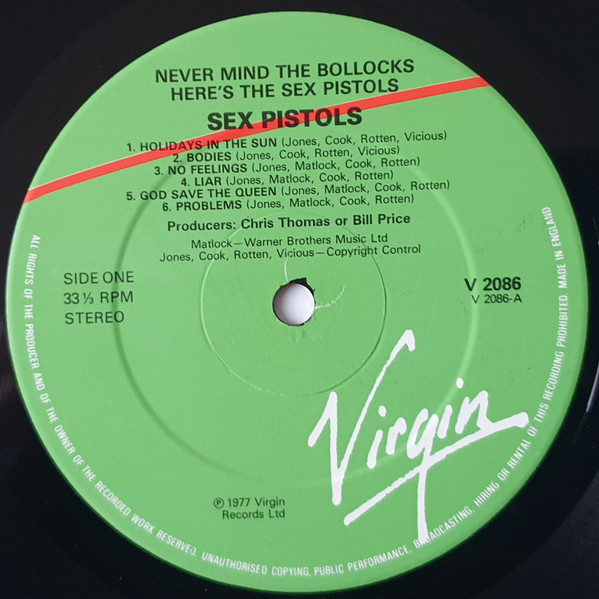 NEVER MIND THE BOLLOCKS
HERE'S THE SEX PISTOLS
SEX PISTOLS
1. HOLIDAYS IN THE SUN (Jones, Cook, Rotten, Vicious)
2. BODIES (Jones, Cook, Rotten, Vicious)
3. NO FEELINGS (Jones, Matlock, Cook, Rotten)
4. LIAR (Jones, Matlock, Cook, Rotten)
5. GOD SAVE THE QUEEN (Jones, Matlock, Cook, Rotten)
6. PROBLEMS (Jones, Matlock, Cook, Rotten)
Producers: Chris Thomas or Bill Price
Matlock—Warner Brothers Music Ltd
Jones, Cook, Rotten, Vicious—Copyright Control
SIDE ONE
33⅓ RPM
STEREO
V 2086
V 2086-A
Virgin
℗ 1977 Virgin
Records Ltd
ALL RIGHTS OF THE PRODUCER AND OF THE OWNER OF THE RECORDED WORK RESERVED. UNAUTHORISED COPYING, PUBLIC PERFORMANCE, BROADCASTING, HIRING OR RENTAL OF THIS RECORDING PROHIBITED. MADE IN ENGLAND